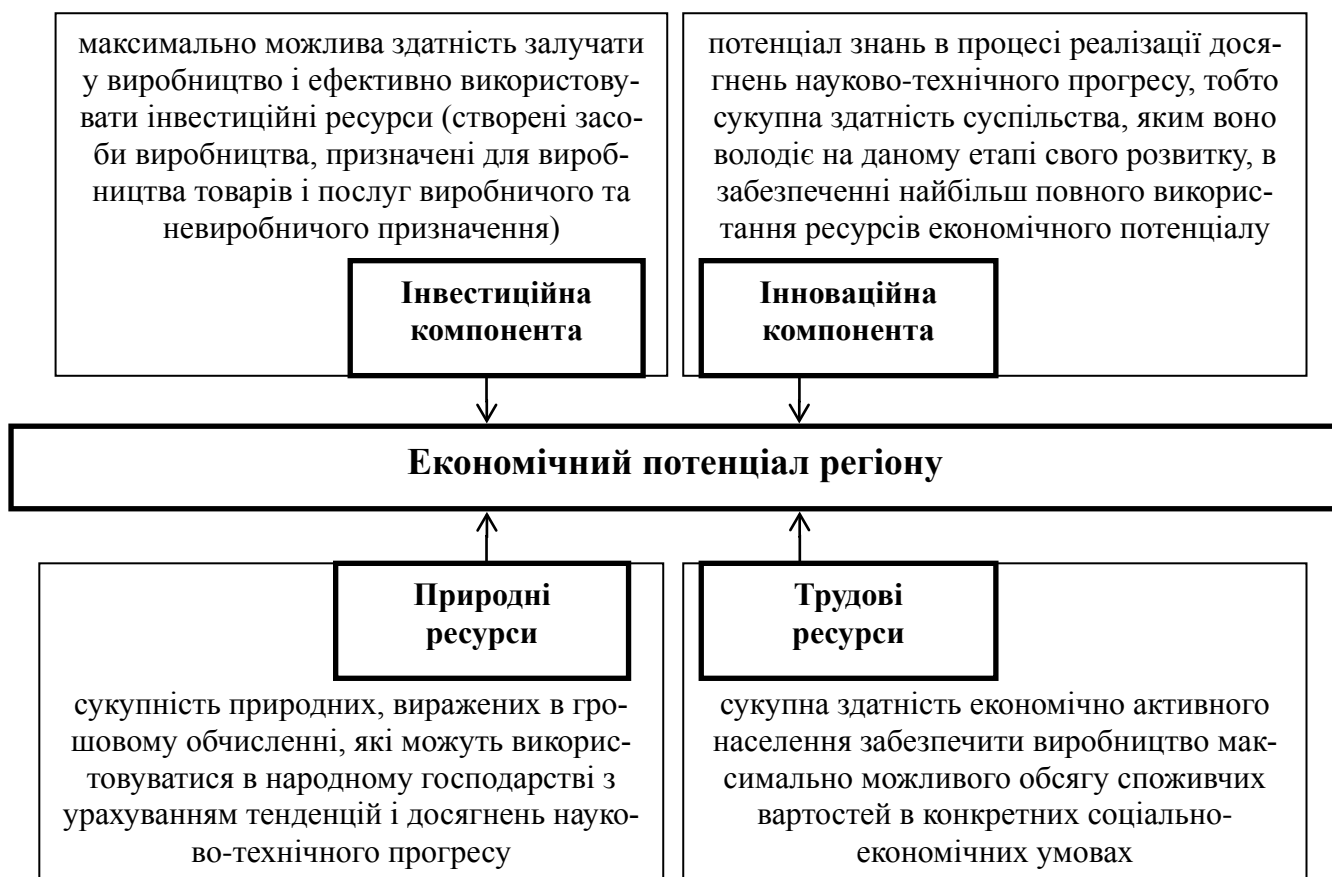 максимально можлива здатність залучати
у виробництво і ефективно використову-
вати інвестиційні ресурси (створені засо-
би виробництва, призначені для вироб-
ництва товарів і послуг виробничого та
невиробничого призначення)
Інвестиційна
компонента
потенціал знань в процесі реалізації дося-
гнень науково-технічного прогресу, тобто
сукупна здатність суспільства, яким воно
володіє на даному етапі свого розвитку, в
забезпеченні найбільш повного викорис-
тання ресурсів економічного потенціалу
Інноваційна
компонента
Економічний потенціал регіону
Природні
ресурси
сукупність природних, виражених в гро-
шовому обчисленні, які можуть викорис-
товуватися в народному господарстві з
урахуванням тенденцій і досягнень науко-
во-технічного прогресу
Трудові
ресурси
сукупна здатність економічно активного
населення забезпечити виробництво мак-
симально можливого обсягу споживчих
вартостей в конкретних соціально-
економічних умовах